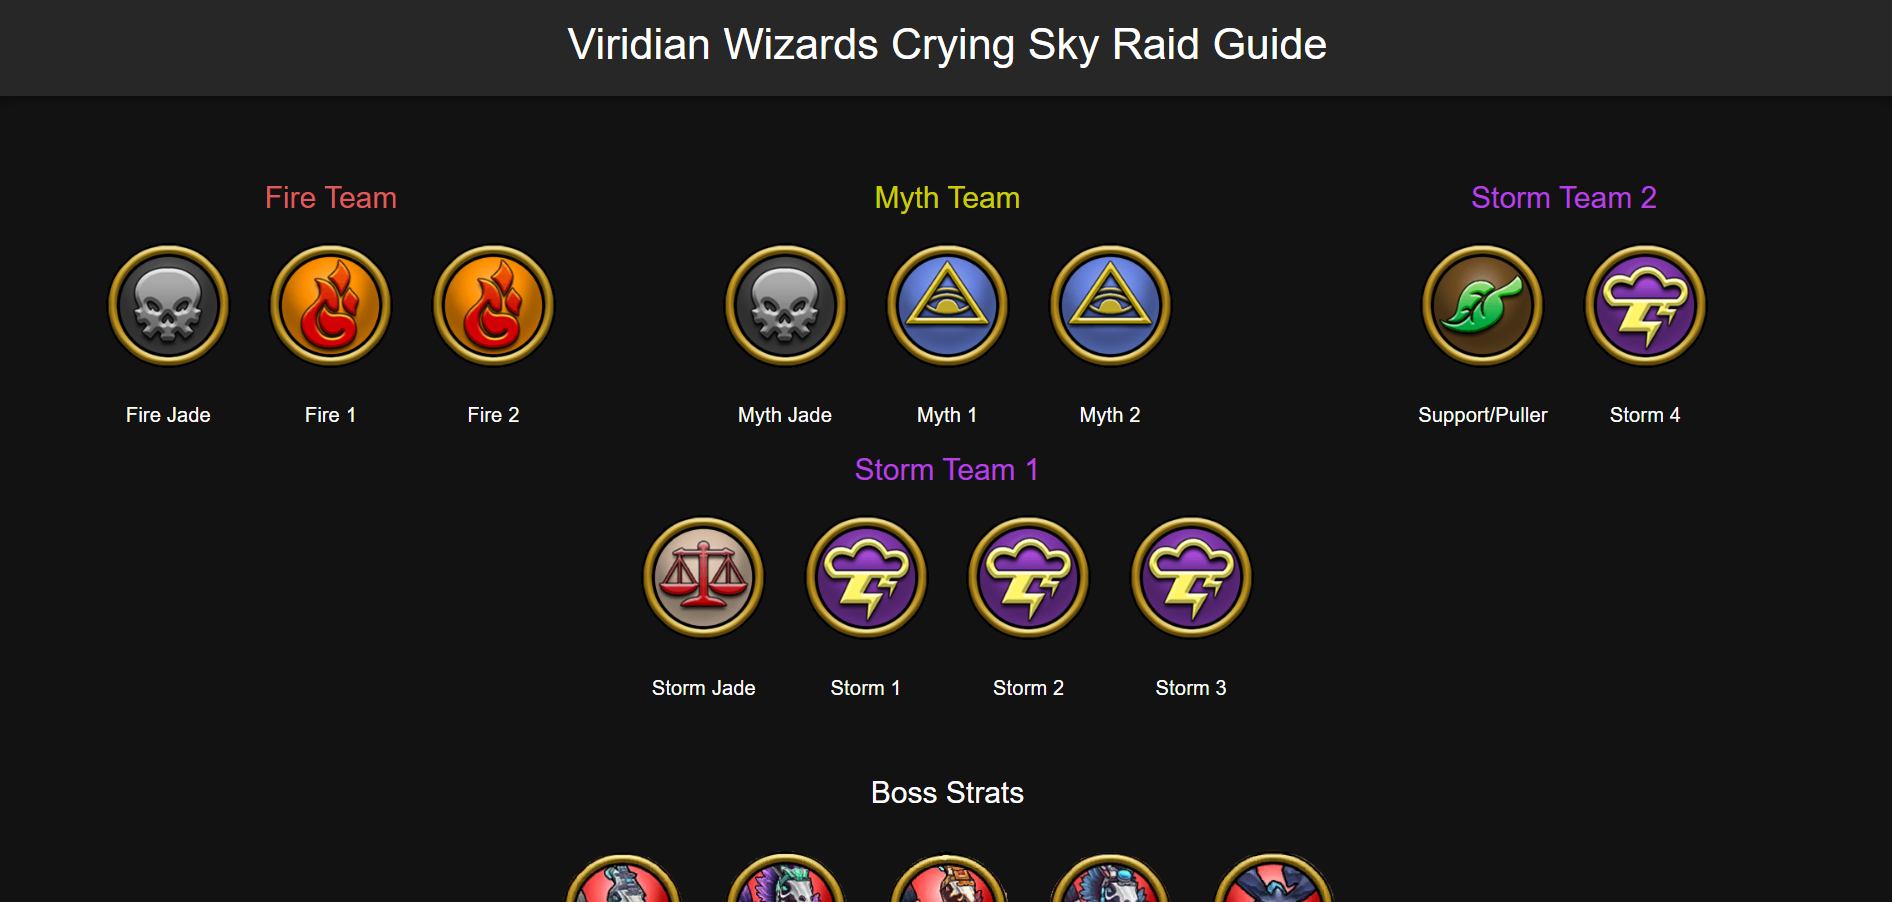 Viridian Wizards Crying Sky Raid Guide
Fire Team
Fire Jade
Fire 1
Fire 2
Myth Team
Myth Jade
Myth 1
Myth 2
Storm Team 2
Support/Puller
Storm 4
Storm Team 1
Storm Jade
Storm 1
Storm 2
Storm 3
Boss Strats